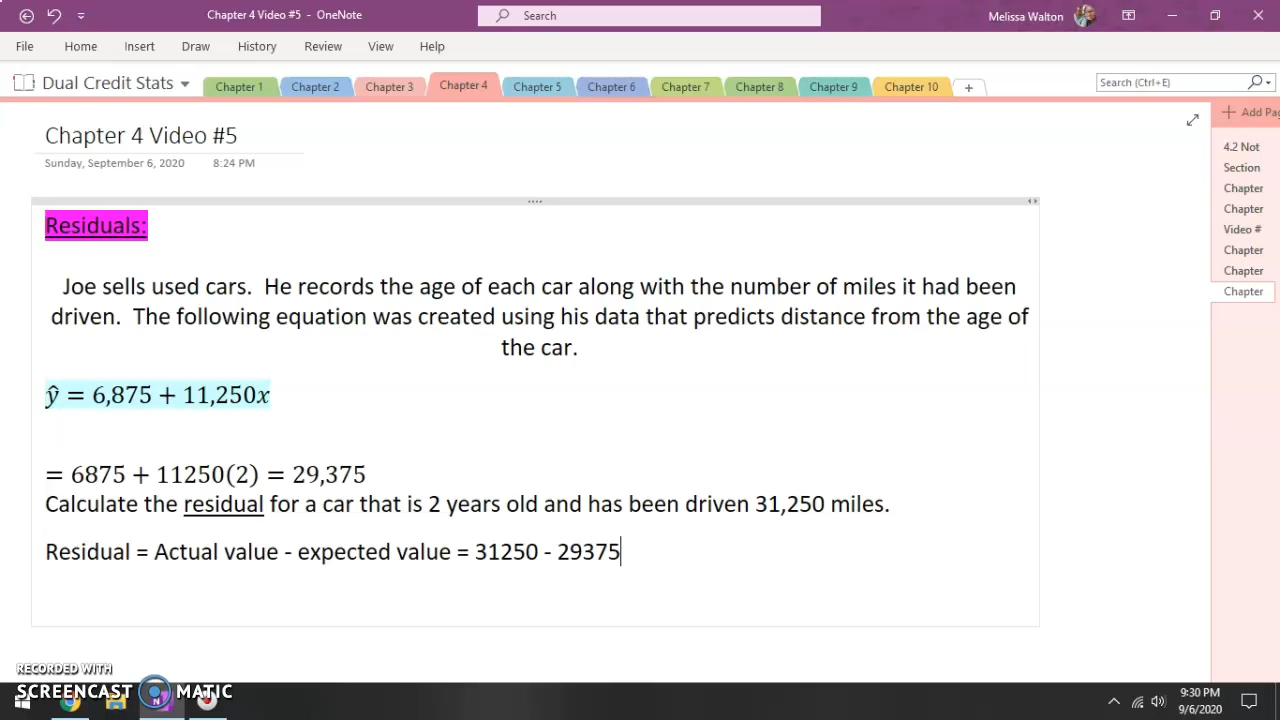 Chapter 4 Video #5 - OneNote
Search
Melissa Walton
File Home Insert Draw History Review View Help
Dual Credit Stats
Chapter 1 Chapter 2 Chapter 3 Chapter 4 Chapter 5 Chapter 6 Chapter 7 Chapter 8 Chapter 9 Chapter 10 +
Search (Ctrl+E)
Chapter 4 Video #5
Sunday, September 6, 2020 8:24 PM
Residuals:
Joe sells used cars. He records the age of each car along with the number of miles it had been
driven. The following equation was created using his data that predicts distance from the age of
the car.
ŷ = 6,875 + 11,250x
= 6875 + 11250(2) = 29,375
Calculate the residual for a car that is 2 years old and has been driven 31,250 miles.
Residual = Actual value - expected value = 31250 - 29375
+ Add Pag
4.2 Not
Section
Chapter
Chapter
Video #
Chapter
Chapter
Chapter
RECORDED WITH
SCREENCAST MATIC
9:30 PM
9/6/2020